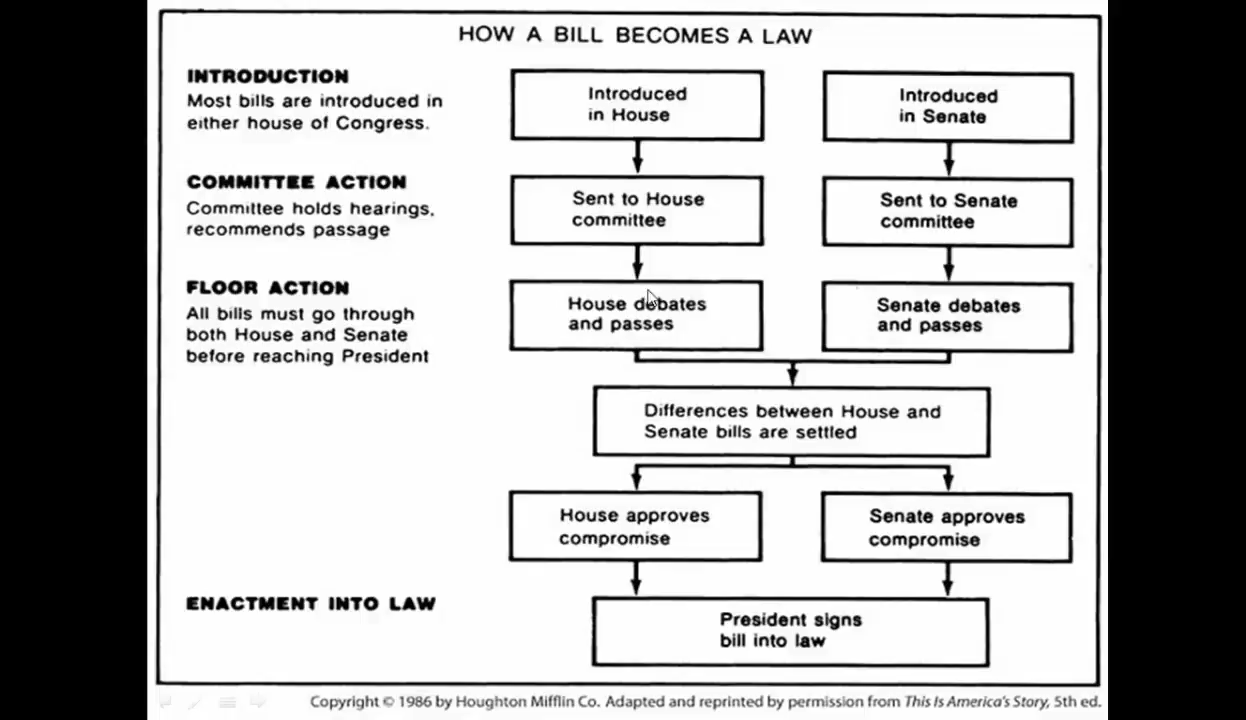 HOW A BILL BECOMES A LAW
INTRODUCTION
Most bills are introduced in
either house of Congress.
Introduced
in House
Introduced
in Senate
COMMITTEE ACTION
Committee holds hearings,
recommends passage
Sent to House
committee
Sent to Senate
committee
FLOOR ACTION
All bills must go through
both House and Senate
before reaching President
House debates
and passes
Senate debates
and passes
Differences between House and
Senate bills are settled
House approves
compromise
Senate approves
compromise
ENACTMENT INTO LAW
President signs
bill into law
Copyright © 1986 by Houghton Mifflin Co. Adapted and reprinted by permission from This Is America's Story, 5th ed.